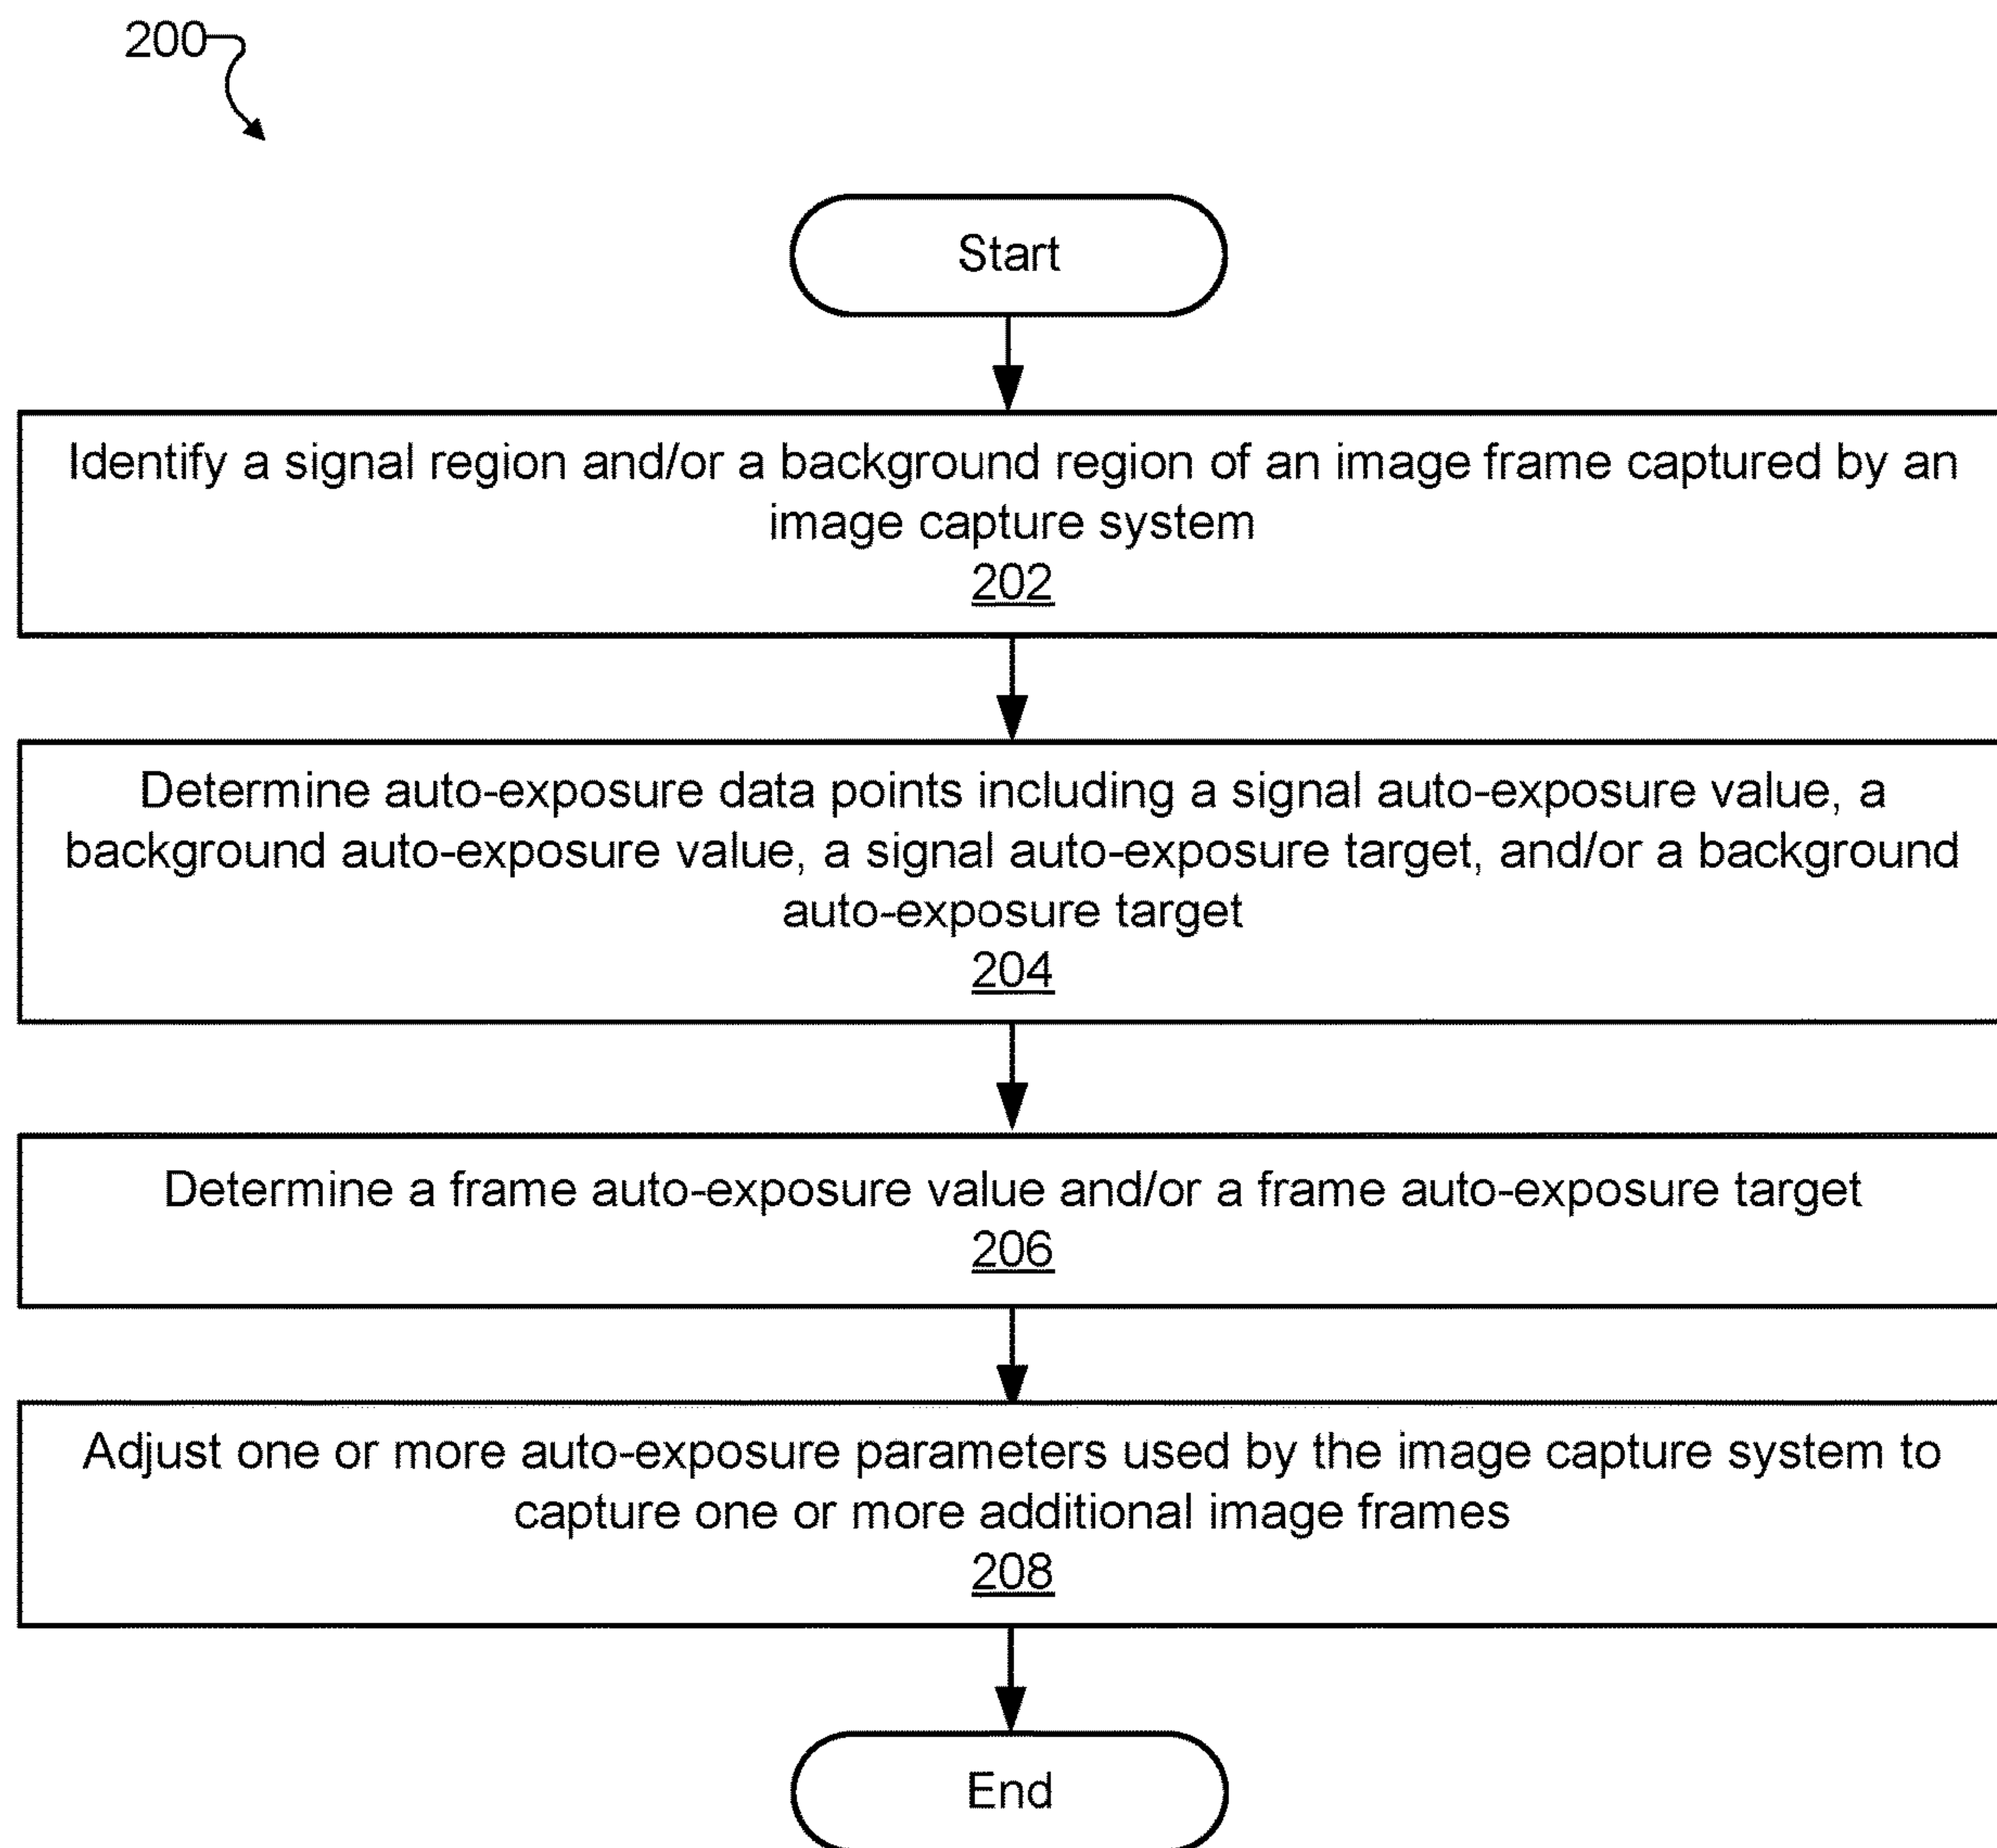 200
Start
Identify a signal region and/or a background region of an image frame captured by an
image capture system
202
Determine auto-exposure data points including a signal auto-exposure value, a
background auto-exposure value, a signal auto-exposure target, and/or a background
auto-exposure target
204
Determine a frame auto-exposure value and/or a frame auto-exposure target
206
Adjust one or more auto-exposure parameters used by the image capture system to
capture one or more additional image frames
208
End